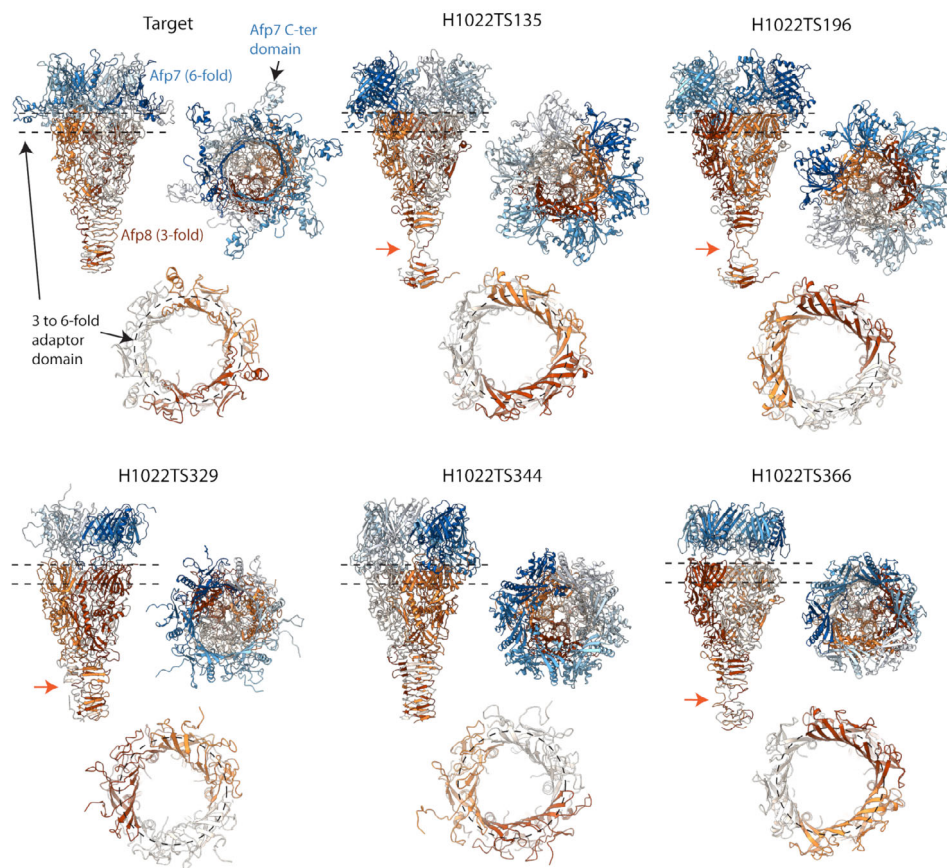 Target
H1022TS135
H1022TS196
Afp7 C-ter
domain
Afp7 (6-fold)
Afp8 (3-fold)
3 to 6-fold
adaptor
domain
H1022TS329
H1022TS344
H1022TS366